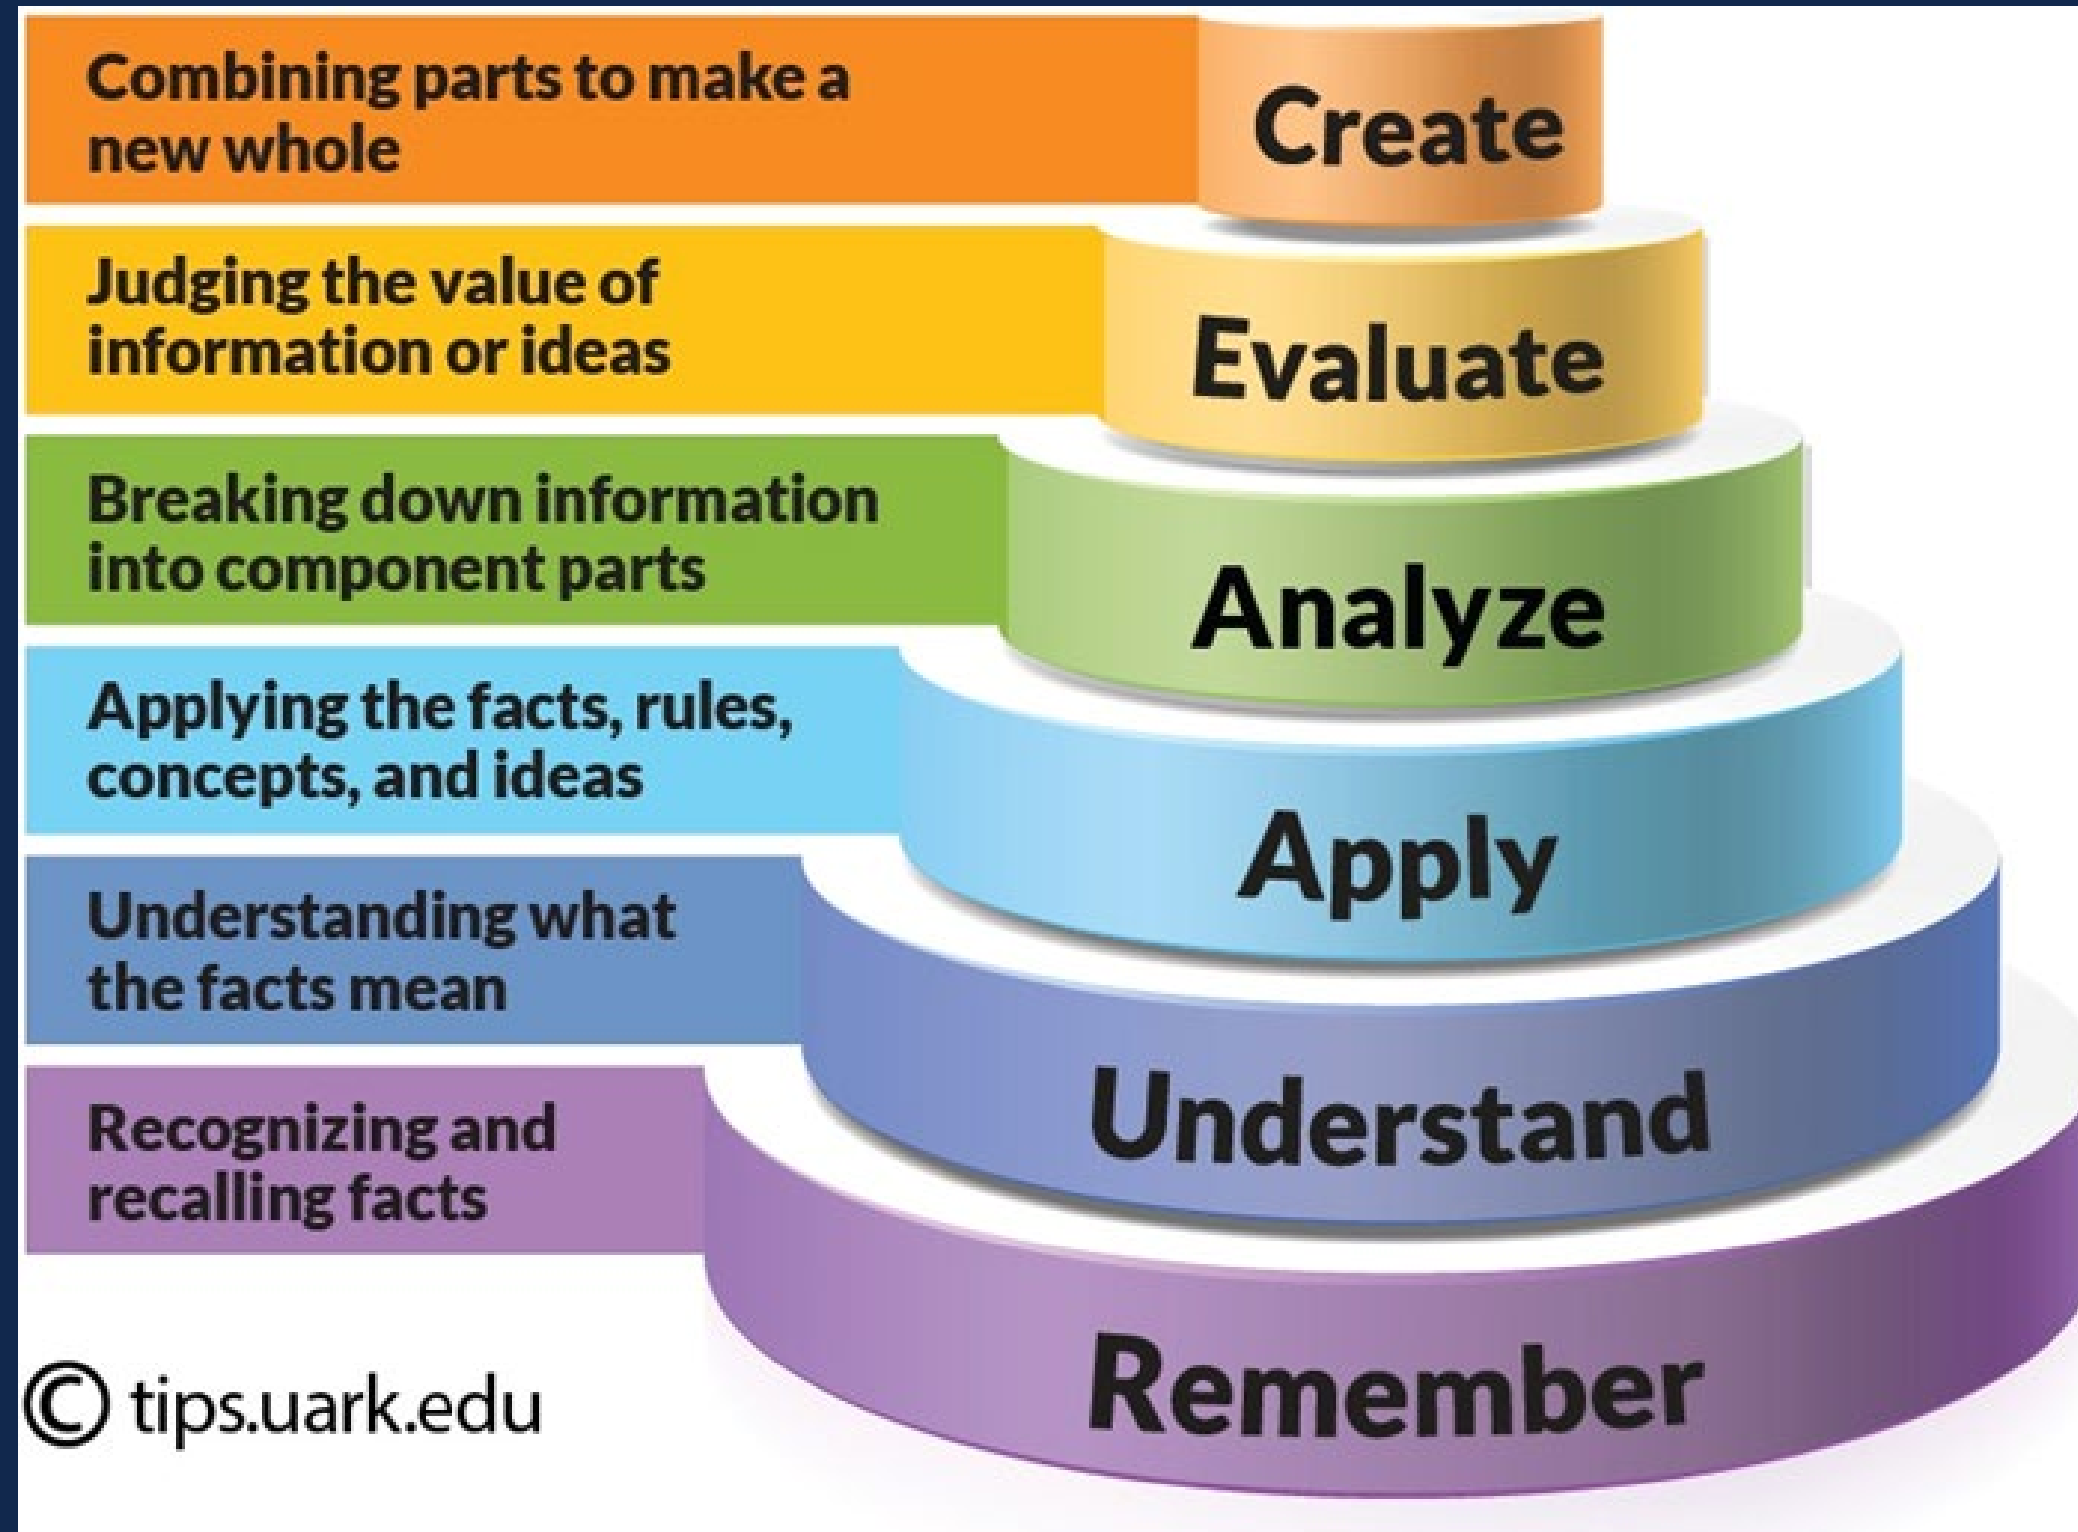 Combining parts to make a
new whole
Create
Judging the value of
information or ideas
Evaluate
Breaking down information
into component parts
Analyze
Applying the facts, rules,
concepts, and ideas
Apply
Understanding what
the facts mean
Understand
Recognizing and
recalling facts
Remember
© tips.uark.edu